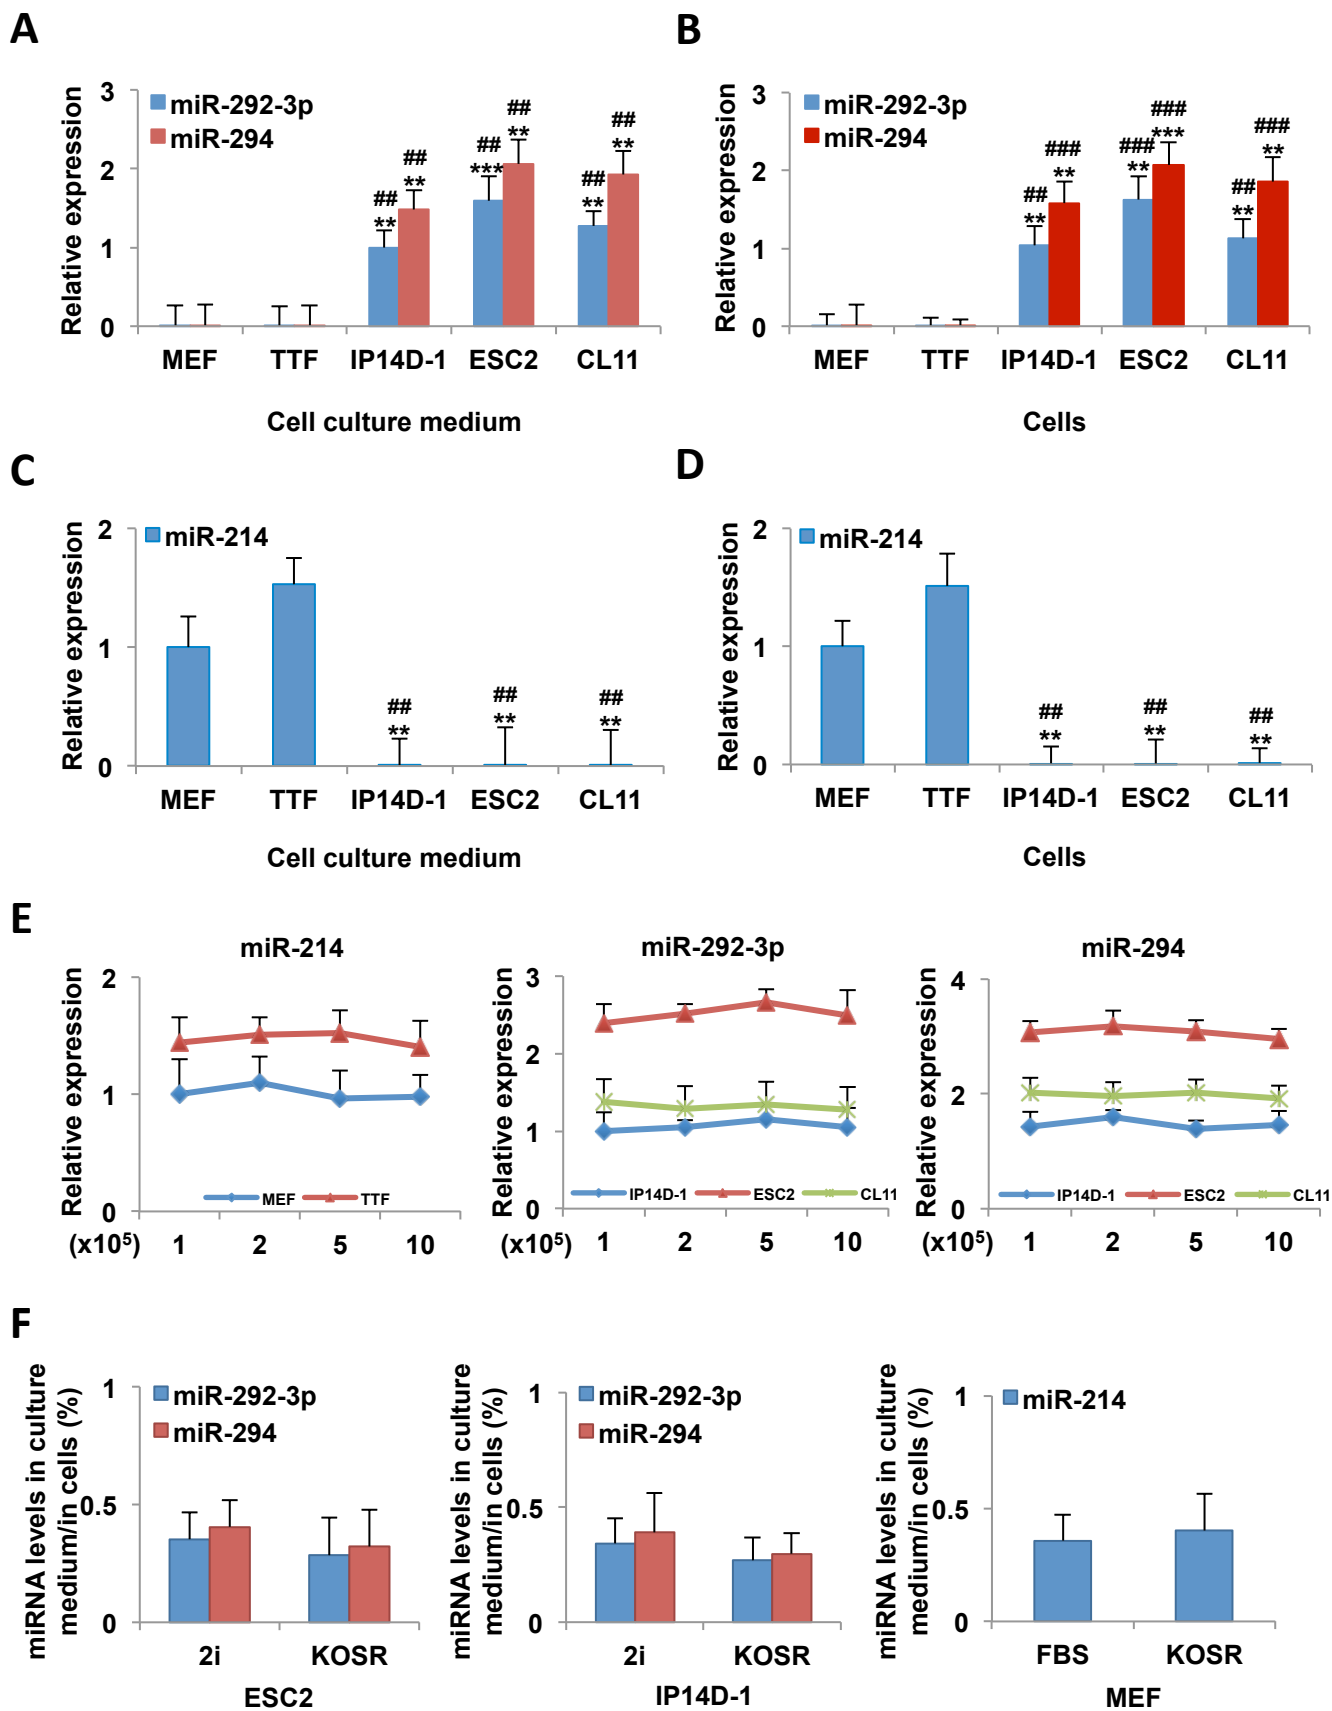 A
B
3
2
1
0
Relative expression
miR-292-3p
miR-294
##
**
##
**
##
***
##
**
##
**
##
**
MEF TTF IP14D-1 ESC2 CL11
Cell culture medium
3
2
1
0
Relative expression
miR-292-3p
miR-294
##
**
###
**
###
**
###
***
##
**
###
**
MEF TTF IP14D-1 ESC2 CL11
Cells
C
D
2
1
0
Relative expression
miR-214
##
**
##
**
##
**
MEF TTF IP14D-1 ESC2 CL11
Cell culture medium
2
1
0
Relative expression
miR-214
##
**
##
**
##
**
MEF TTF IP14D-1 ESC2 CL11
Cells
E
miR-214
2
1
0
Relative expression
MEF TTF
(x10⁵) 1 2 5 10
miR-292-3p
3
2
1
0
Relative expression
IP14D-1 ESC2 CL11
(x10⁵) 1 2 5 10
miR-294
4
2
0
Relative expression
IP14D-1 ESC2 CL11
(x10⁵) 1 2 5 10
F
miRNA levels in culture
medium/in cells (%)
1
0.5
0
miR-292-3p
miR-294
2i KOSR
ESC2
miRNA levels in culture
medium/in cells (%)
1
0.5
0
miR-292-3p
miR-294
2i KOSR
IP14D-1
miRNA levels in culture
medium/in cells (%)
1
0.5
0
miR-214
FBS KOSR
MEF